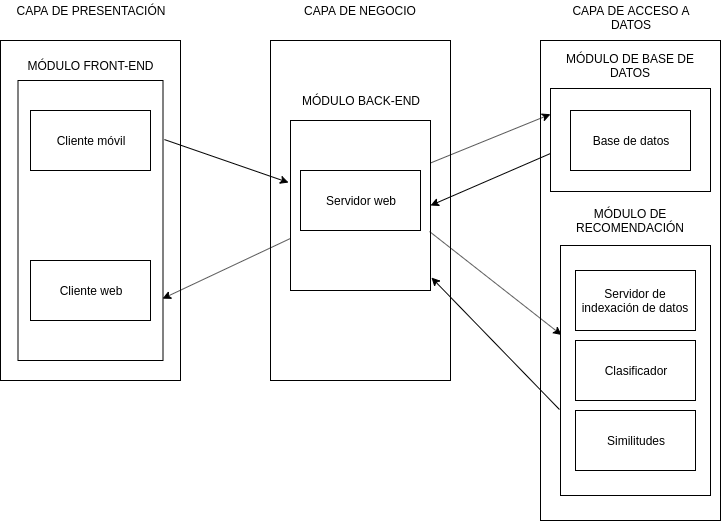 CAPA DE PRESENTACIÓN
CAPA DE NEGOCIO
CAPA DE ACCESO A
DATOS
MÓDULO FRONT-END
Cliente móvil
Cliente web
MÓDULO BACK-END
Servidor web
MÓDULO DE BASE DE
DATOS
Base de datos
MÓDULO DE
RECOMENDACIÓN
Servidor de
indexación de datos
Clasificador
Similitudes